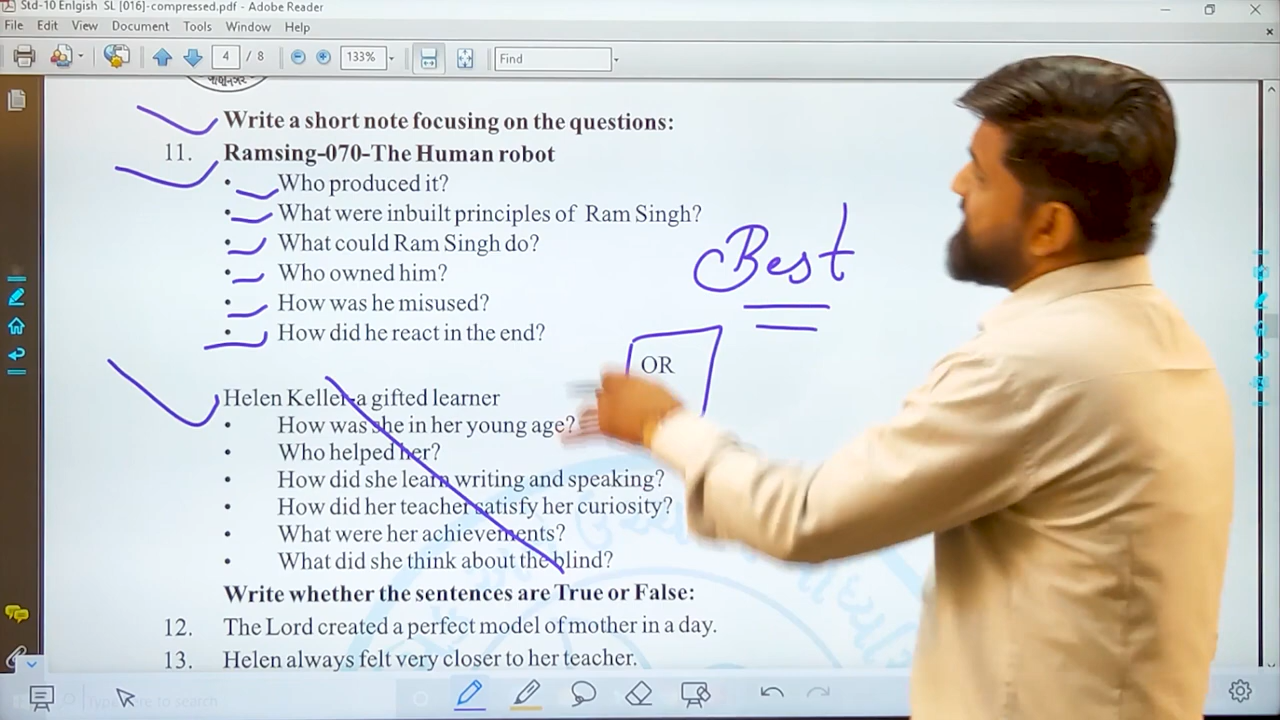 Std-10 Enlgish SL [016]-compressed.pdf - Adobe Reader
File Edit View Document Tools Window Help
4 / 8 133% Find
Write a short note focusing on the questions:
11. Ramsing-070-The Human robot
• Who produced it?
• What were inbuilt principles of Ram Singh?
• What could Ram Singh do?
• Who owned him?
• How was he misused?
• How did he react in the end?
Best
OR
Helen Keller-a gifted learner
• How was she in her young age?
• Who helped her?
• How did she learn writing and speaking?
• How did her teacher satisfy her curiosity?
• What were her achievements?
• What did she think about the blind?
Write whether the sentences are True or False:
12. The Lord created a perfect model of mother in a day.
13. Helen always felt very closer to her teacher.
Type here to search